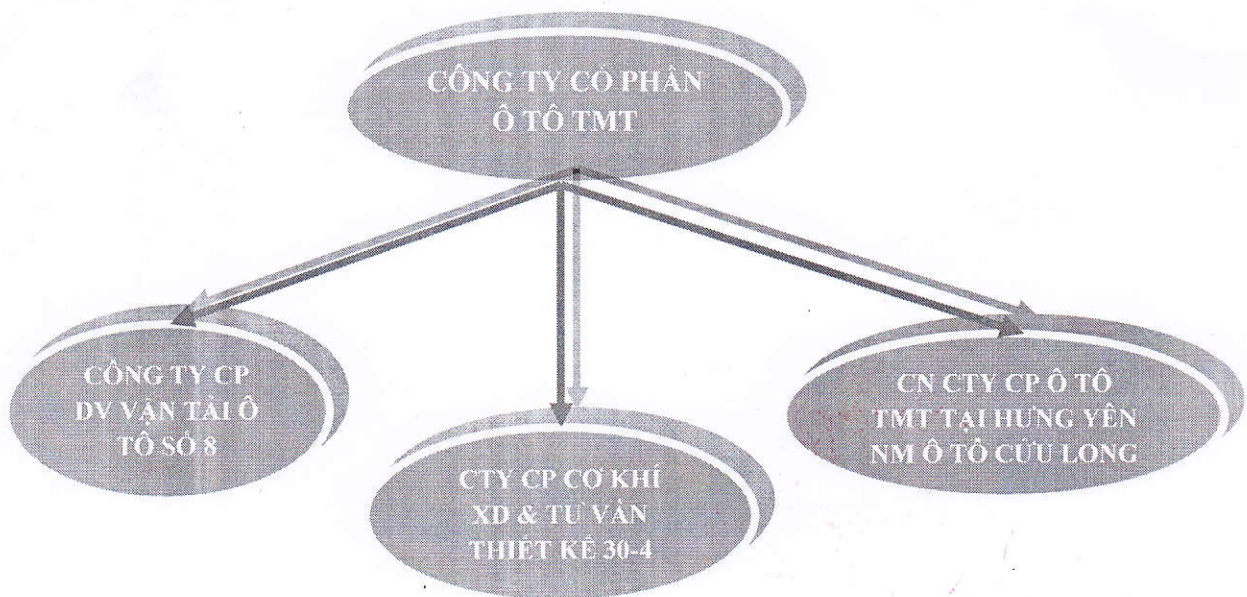 CÔNG TY CỔ PHẦN
Ô TÔ TMT
CÔNG TY CP
DV VẬN TẢI Ô
TÔ SỐ 8
CTY CP CƠ KHÍ
XD & TƯ VẤN
THIẾT KẾ 30-4
CN CTY CP Ô TÔ
TMT TẠI HƯNG YÊN
NM Ô TÔ CỬU LONG